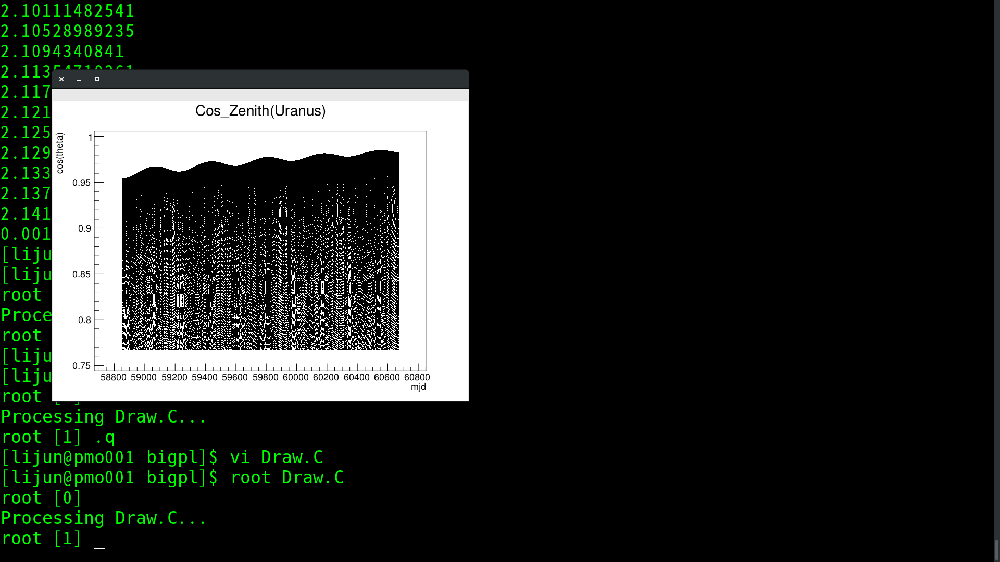 2.10111482541
2.10528989235
2.1094340841
2.113
2.117
2.121
2.125
2.129
2.133
2.137
2.141
0.001
[liju
[liju
root
Proce
root
[liju
[liju
root
Cos_Zenith(Uranus)
cos(theta)
1
0.95
0.9
0.85
0.8
0.75
58800 59000 59200 59400 59600 59800 60000 60200 60400 60600 60800
mjd
Processing Draw.C...
root [1] .q
[lijun@pmo001 bigpl]$ vi Draw.C
[lijun@pmo001 bigpl]$ root Draw.C
root [0]
Processing Draw.C...
root [1]